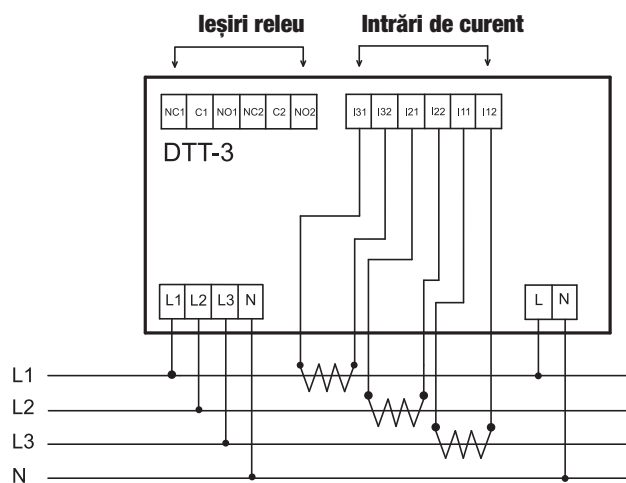 Ieșiri releu Intrări de curent
NC1 C1 NO1 NC2 C2 NO2 I31 I32 I21 I22 I11 I12
DTT-3
L1 L2 L3 N L N
L1
L2
L3
N